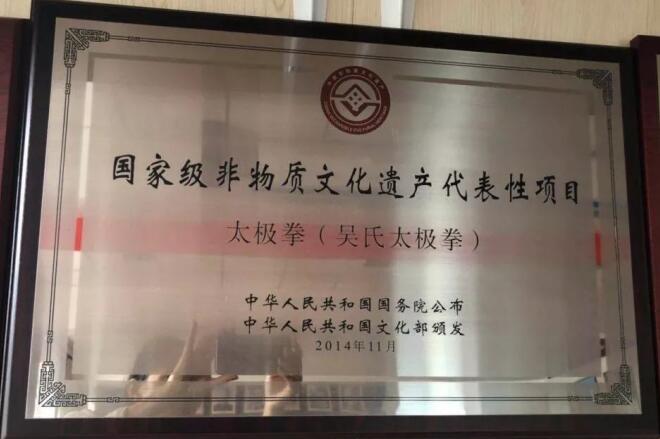 国家级非物质文化遗产代表性项目
太极拳（吴氏太极拳）
中华人民共和国国务院公布
中华人民共和国文化部颁发
2014年11月